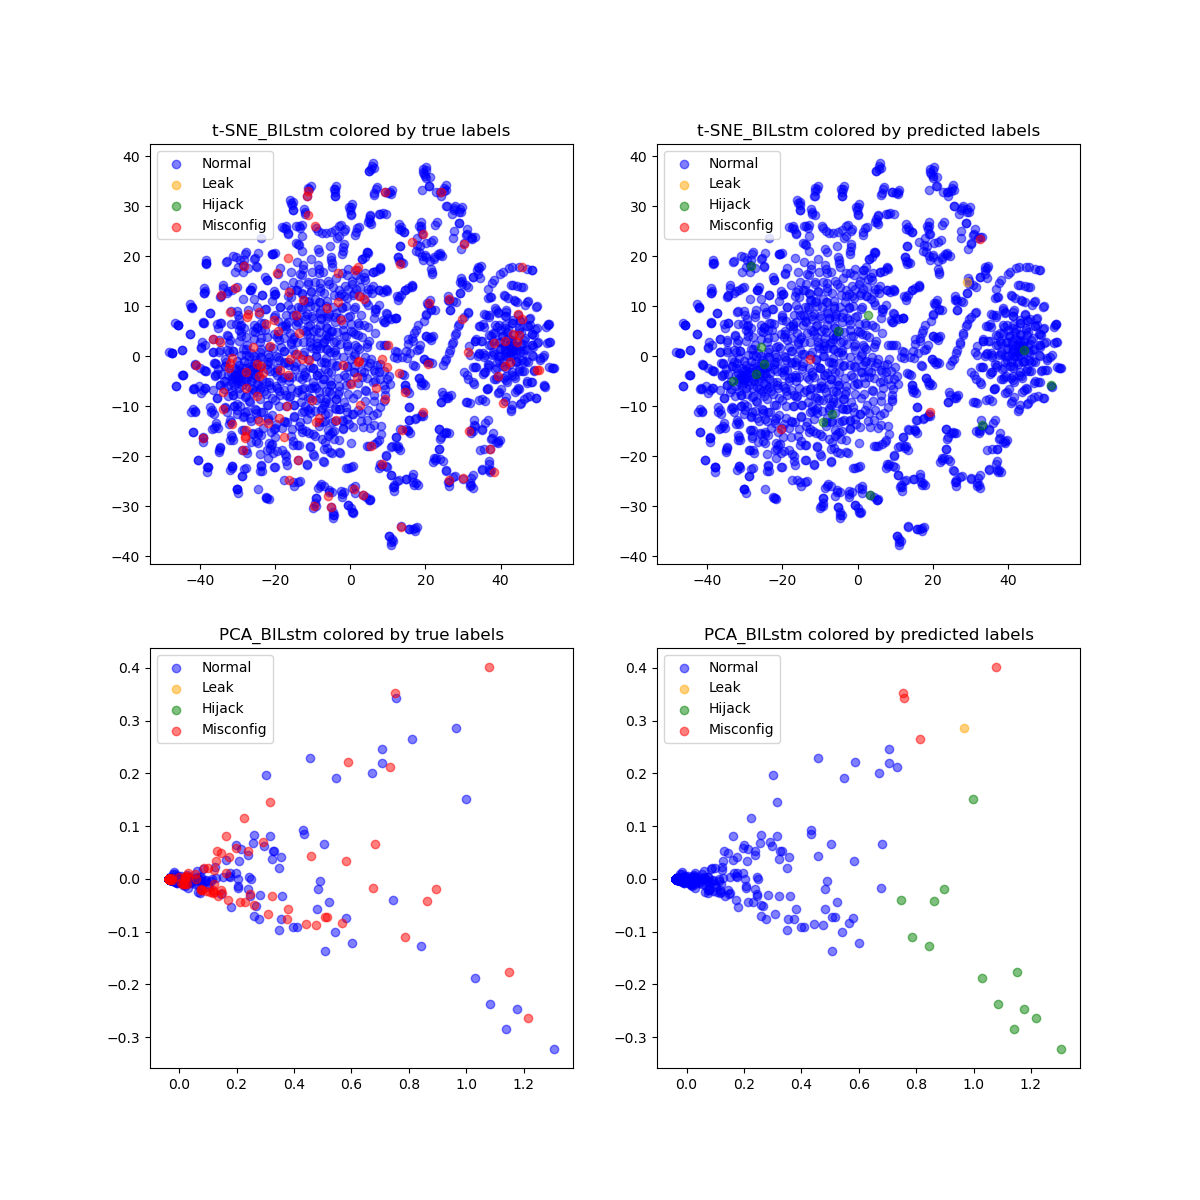 t-SNE_BILstm colored by true labels
Normal
Leak
Hijack
Misconfig
40
30
20
10
0
−10
−20
−30
−40
−40 −20 0 20 40
t-SNE_BILstm colored by predicted labels
Normal
Leak
Hijack
Misconfig
40
30
20
10
0
−10
−20
−30
−40
−40 −20 0 20 40
PCA_BILstm colored by true labels
Normal
Leak
Hijack
Misconfig
0.4
0.3
0.2
0.1
0.0
−0.1
−0.2
−0.3
0.0 0.2 0.4 0.6 0.8 1.0 1.2
PCA_BILstm colored by predicted labels
Normal
Leak
Hijack
Misconfig
0.4
0.3
0.2
0.1
0.0
−0.1
−0.2
−0.3
0.0 0.2 0.4 0.6 0.8 1.0 1.2